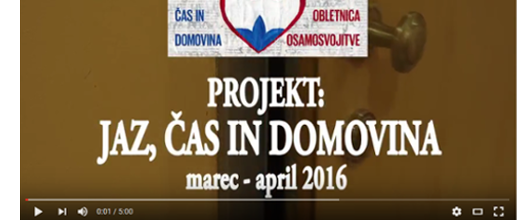 ČAS IN
DOMOVINA
OBLETNICA
OSAMOSVOJITVE
PROJEKT:
JAZ, ČAS IN DOMOVINA
marec - april 2016
0:01 / 5:00